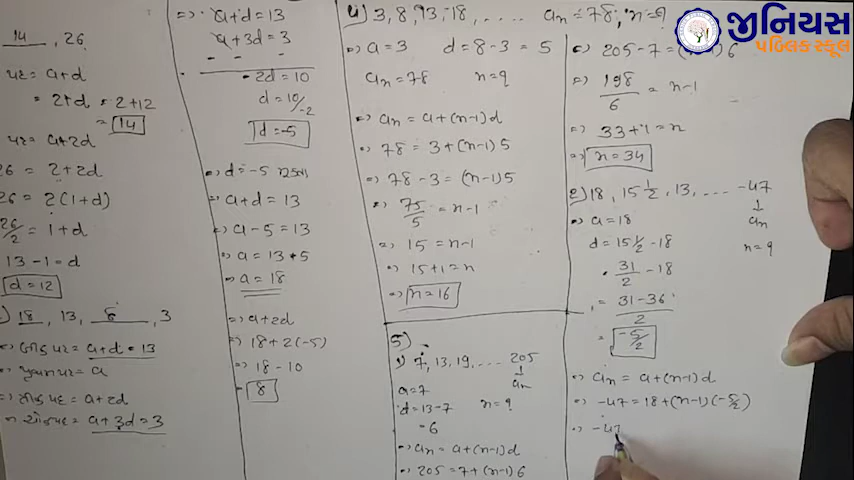 14 , 26
પદ = a+d
= 2+d = 2+12
= 14
પદ = a+2d
26 = 2+2d
26 = 2(1+d)
26/2 = 1+d
13-1=d
d=12
18, 13, 8, 3
=> બીજું પદ = a+d = 13
=> પ્રથમ પદ = a
=> ત્રીજું પદ = a+2d
ચોથું પદ = a+3d=3
=> a+d=13
a+3d=3
- - -
-2d=10
d=10/-2
d=-5
=> d=-5
=> a+d=13
=> a-5=13
=> a=13+5
=> a=18
=> a+2d
=> 18+2(-5)
=> 18-10
= 8
4) 3, 8, 13, 18, .... an = 78, n=?
=> a=3 d=8-3=5
an=78 n=?
=> an=a+(n-1)d
=> 78=3+(n-1)5
=> 78-3=(n-1)5
=> 75/5=n-1
=> 15=n-1
=> 15+1=n
=> n=16
5)
1) 7, 13, 19, .... 205
↓
an
a=7
d=13-7 n=?
=6
=> an=a+(n-1)d
=> 205=7+(n-1)6
=> 205-7=(n-1)6
=> 198/6=n-1
=> 33+1=n
=> n=34
2) 18, 15 1/2, 13, .... -47
↓
an
=> a=18
d=15 1/2-18 n=?
= 31/2-18
= 31-36/2
= -5/2
=> an=a+(n-1)d
=> -47=18+(n-1)(-5/2)
=> -47
જીનિયસ
પબ્લિક સ્કૂલ